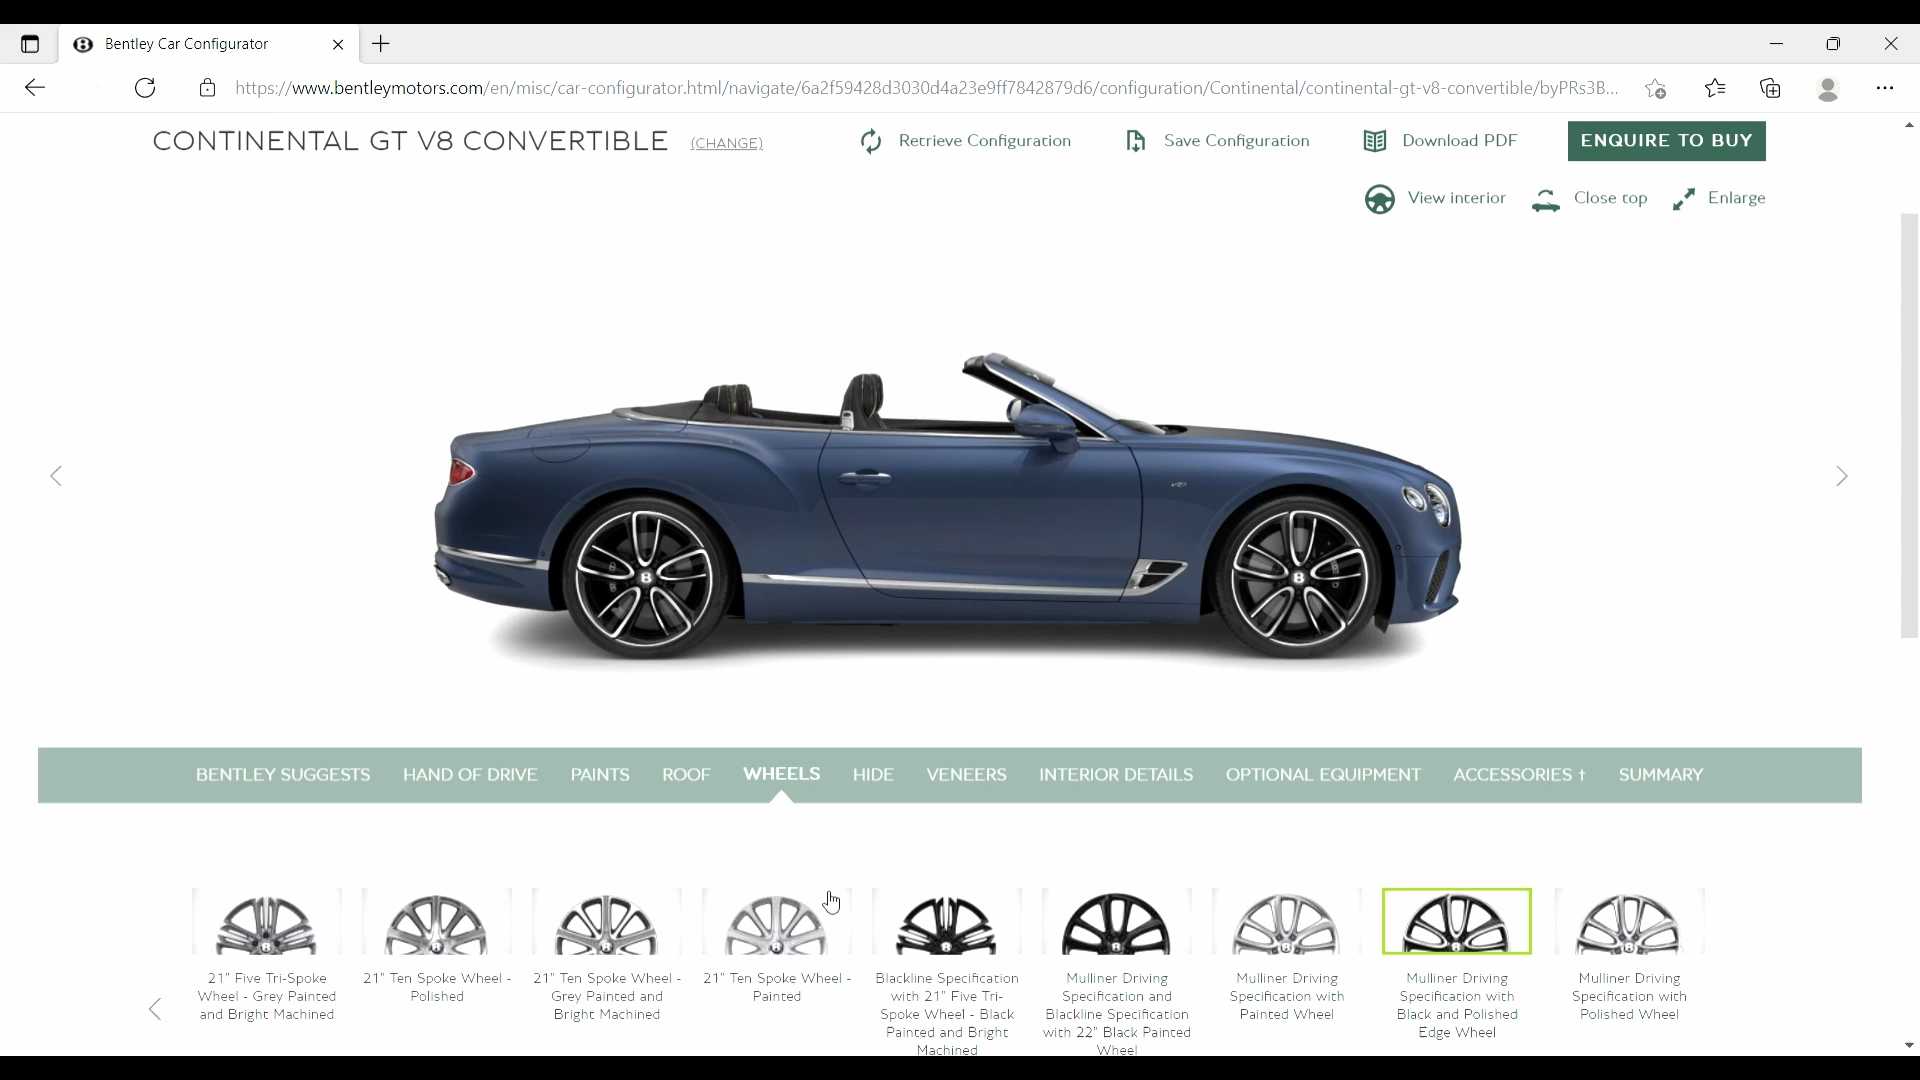 Bentley Car Configurator
https://www.bentleymotors.com/en/misc/car-configurator.html/navigate/6a2f59428d3030d4a23e9ff7842879d6/configuration/Continental/continental-gt-v8-convertible/byPRs3B...
CONTINENTAL GT V8 CONVERTIBLE (CHANGE) Retrieve Configuration Save Configuration Download PDF ENQUIRE TO BUY
View interior Close top Enlarge
BENTLEY SUGGESTS HAND OF DRIVE PAINTS ROOF WHEELS HIDE VENEERS INTERIOR DETAILS OPTIONAL EQUIPMENT ACCESSORIES † SUMMARY
21" Five Tri-Spoke
Wheel - Grey Painted
and Bright Machined
21" Ten Spoke Wheel -
Polished
21" Ten Spoke Wheel -
Grey Painted and
Bright Machined
21" Ten Spoke Wheel -
Painted
Blackline Specification
with 21" Five Tri-
Spoke Wheel - Black
Painted and Bright
Machined
Mulliner Driving
Specification and
Blackline Specification
with 22" Black Painted
Wheel
Mulliner Driving
Specification with
Painted Wheel
Mulliner Driving
Specification with
Black and Polished
Edge Wheel
Mulliner Driving
Specification with
Polished Wheel